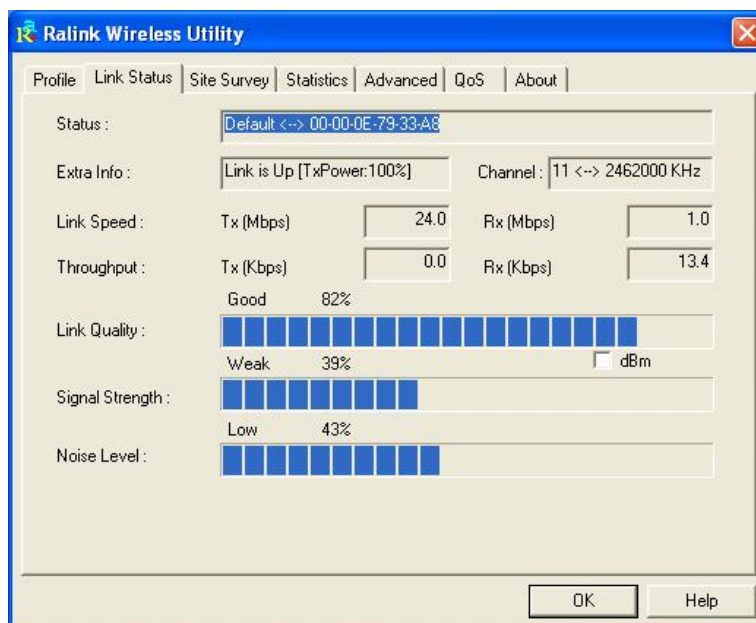 Ralink Wireless Utility
Profile Link Status Site Survey Statistics Advanced QoS About
Status : Default <--> 00-00-0E-79-33-A8
Extra Info : Link is Up [TxPower:100%] Channel : 11 <--> 2462000 KHz
Link Speed : Tx (Mbps) 24.0 Rx (Mbps) 1.0
Throughput : Tx (Kbps) 0.0 Rx (Kbps) 13.4
Good 82%
Link Quality :
Weak 39% dBm
Signal Strength :
Low 43%
Noise Level :
OK Help